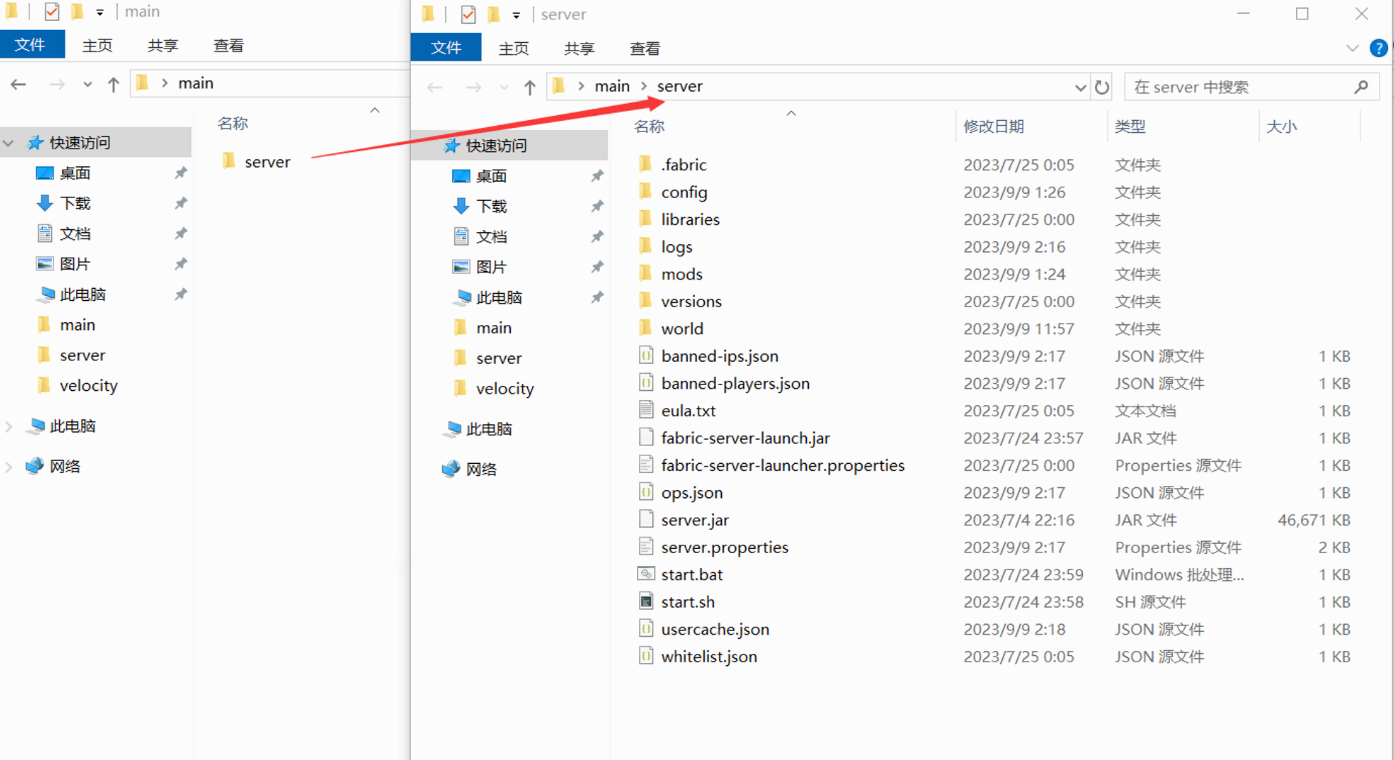 main
文件 主页 共享 查看
main
名称
server
快速访问
桌面
下载
文档
图片
此电脑
main
server
velocity
此电脑
网络
server
文件 主页 共享 查看
main server
在 server 中搜索
名称 修改日期 类型 大小
快速访问
桌面
下载
文档
图片
此电脑
main
server
velocity
此电脑
网络
.fabric 2023/7/25 0:05 文件夹
config 2023/9/9 1:26 文件夹
libraries 2023/7/25 0:00 文件夹
logs 2023/9/9 2:16 文件夹
mods 2023/9/9 1:24 文件夹
versions 2023/7/25 0:00 文件夹
world 2023/9/9 11:57 文件夹
banned-ips.json 2023/9/9 2:17 JSON 源文件 1 KB
banned-players.json 2023/9/9 2:17 JSON 源文件 1 KB
eula.txt 2023/7/25 0:05 文本文档 1 KB
fabric-server-launch.jar 2023/7/24 23:57 JAR 文件 1 KB
fabric-server-launcher.properties 2023/7/25 0:00 Properties 源文件 1 KB
ops.json 2023/9/9 2:17 JSON 源文件 1 KB
server.jar 2023/7/4 22:16 JAR 文件 46,671 KB
server.properties 2023/9/9 2:17 Properties 源文件 2 KB
start.bat 2023/7/24 23:59 Windows 批处理... 1 KB
start.sh 2023/7/24 23:58 SH 源文件 1 KB
usercache.json 2023/9/9 2:18 JSON 源文件 1 KB
whitelist.json 2023/7/25 0:05 JSON 源文件 1 KB